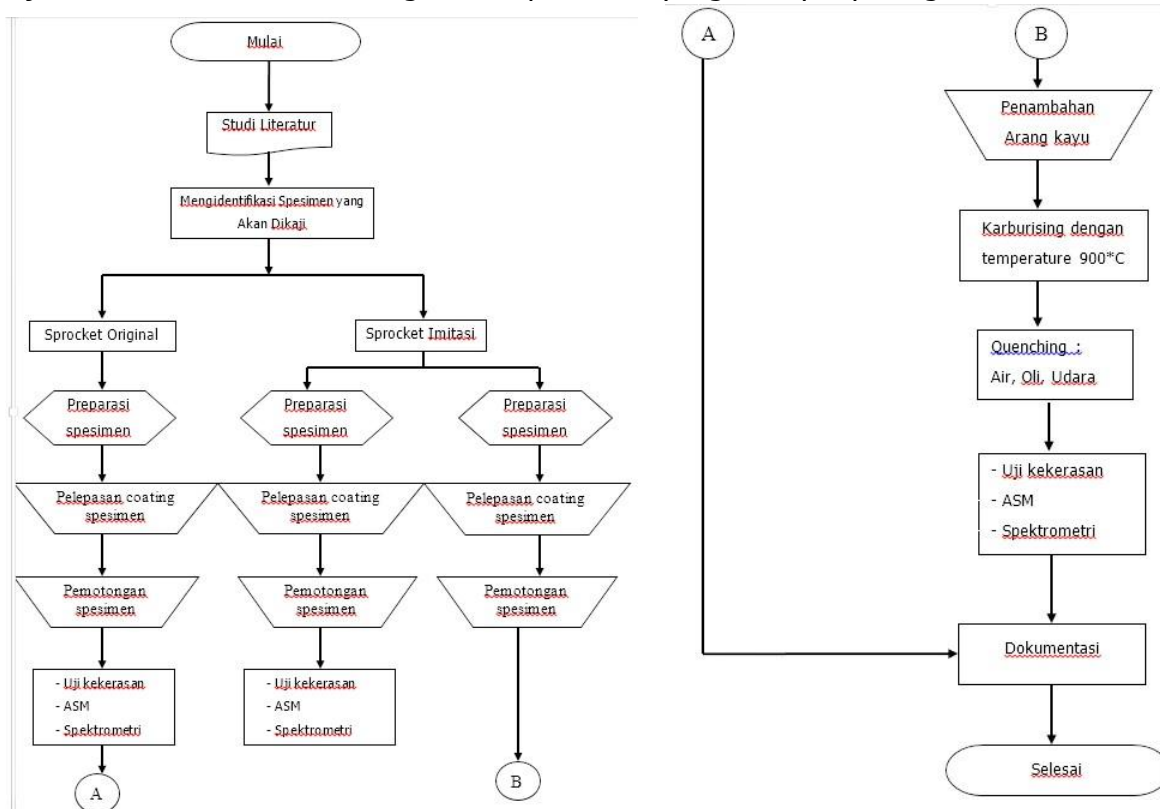 Mulai
Studi Literatur
Mengidentifikasi Spesimen yang
Akan Dikaji
Sprocket Original
Sprocket Imitasi
Preparasi
spesimen
Preparasi
spesimen
Preparasi
spesimen
Pelepasan coating
spesimen
Pelepasan coating
spesimen
Pelepasan coating
spesimen
Pemotongan
spesimen
Pemotongan
spesimen
Pemotongan
spesimen
- Uji kekerasan
- ASM
- Spektrometri
- Uji kekerasan
- ASM
- Spektrometri
A
B
A
B
Penambahan
Arang kayu
Karburising dengan
temperature 900*C
Quenching :
Air, Oli, Udara
- Uji kekerasan
- ASM
- Spektrometri
Dokumentasi
Selesai